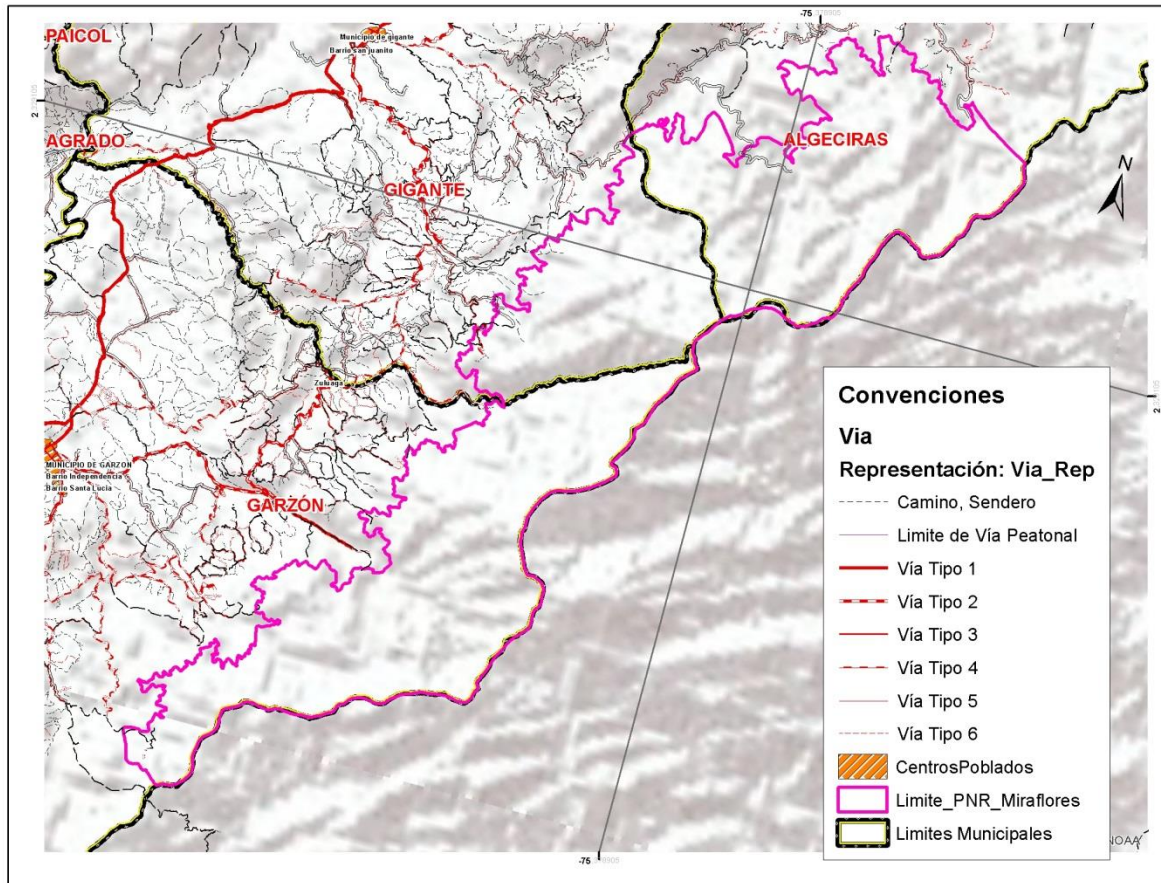 -75
PAICOL
Municipio de gigante
Barrio san juanito
2
AGRADO
ALGECIRAS
GIGANTE
N
Zuluaga
2
MUNICIPIO DE GARZON
Barrio Independencia
Barrio Santa Lucia
GARZÓN
Convenciones
Via
Representación: Via_Rep
Camino, Sendero
Limite de Vía Peatonal
Vía Tipo 1
Vía Tipo 2
Vía Tipo 3
Vía Tipo 4
Vía Tipo 5
Vía Tipo 6
CentrosPoblados
Limite_PNR_Miraflores
Limites Municipales
NOAA
-75